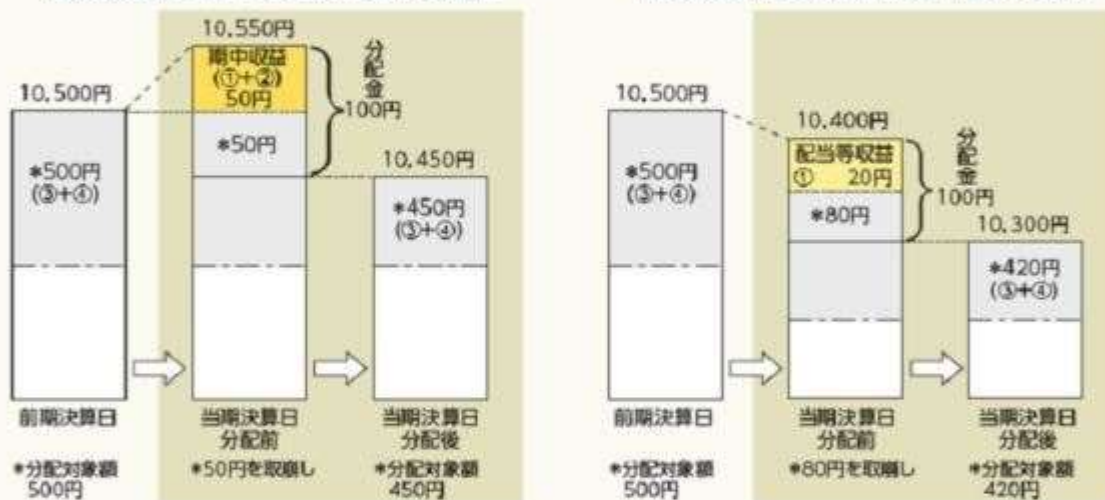 10,550円
期中収益
(①+②)
50円
分配金
100円
10,500円
*500円
(③+④)
*50円
10,450円
*450円
(③+④)
前期決算日
当期決算日
分配前
当期決算日
分配後
*分配対象額
500円
*50円を取崩し
*分配対象額
450円
10,500円
*500円
(③+④)
10,400円
配当等収益
① 20円
*80円
分配金
100円
10,300円
*420円
(③+④)
前期決算日
当期決算日
分配前
当期決算日
分配後
*分配対象額
500円
*80円を取崩し
*分配対象額
420円